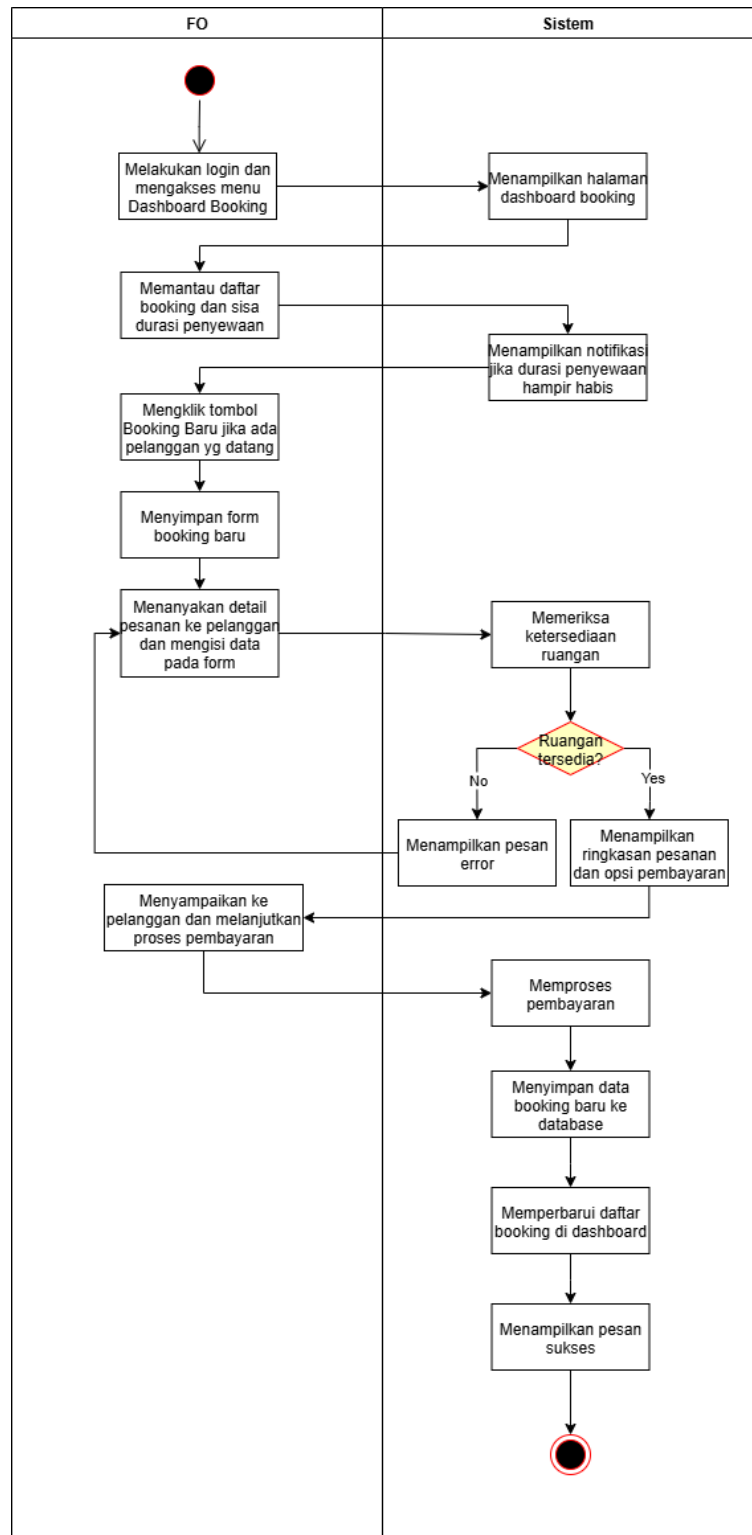 FO
Sistem
Melakukan login dan
mengakses menu
Dashboard Booking
Menampilkan halaman
dashboard booking
Memantau daftar
booking dan sisa
durasi penyewaan
Menampilkan notifikasi
jika durasi penyewaan
hampir habis
Mengklik tombol
Booking Baru jika ada
pelanggan yg datang
Menyimpan form
booking baru
Menanyakan detail
pesanan ke pelanggan
dan mengisi data
pada form
Memeriksa
ketersediaan
ruangan
Ruangan
tersedia?
No
Yes
Menampilkan pesan
error
Menampilkan
ringkasan pesanan
dan opsi pembayaran
Menyampaikan ke
pelanggan dan melanjutkan
proses pembayaran
Memproses
pembayaran
Menyimpan data
booking baru ke
database
Memperbarui daftar
booking di dashboard
Menampilkan pesan
sukses